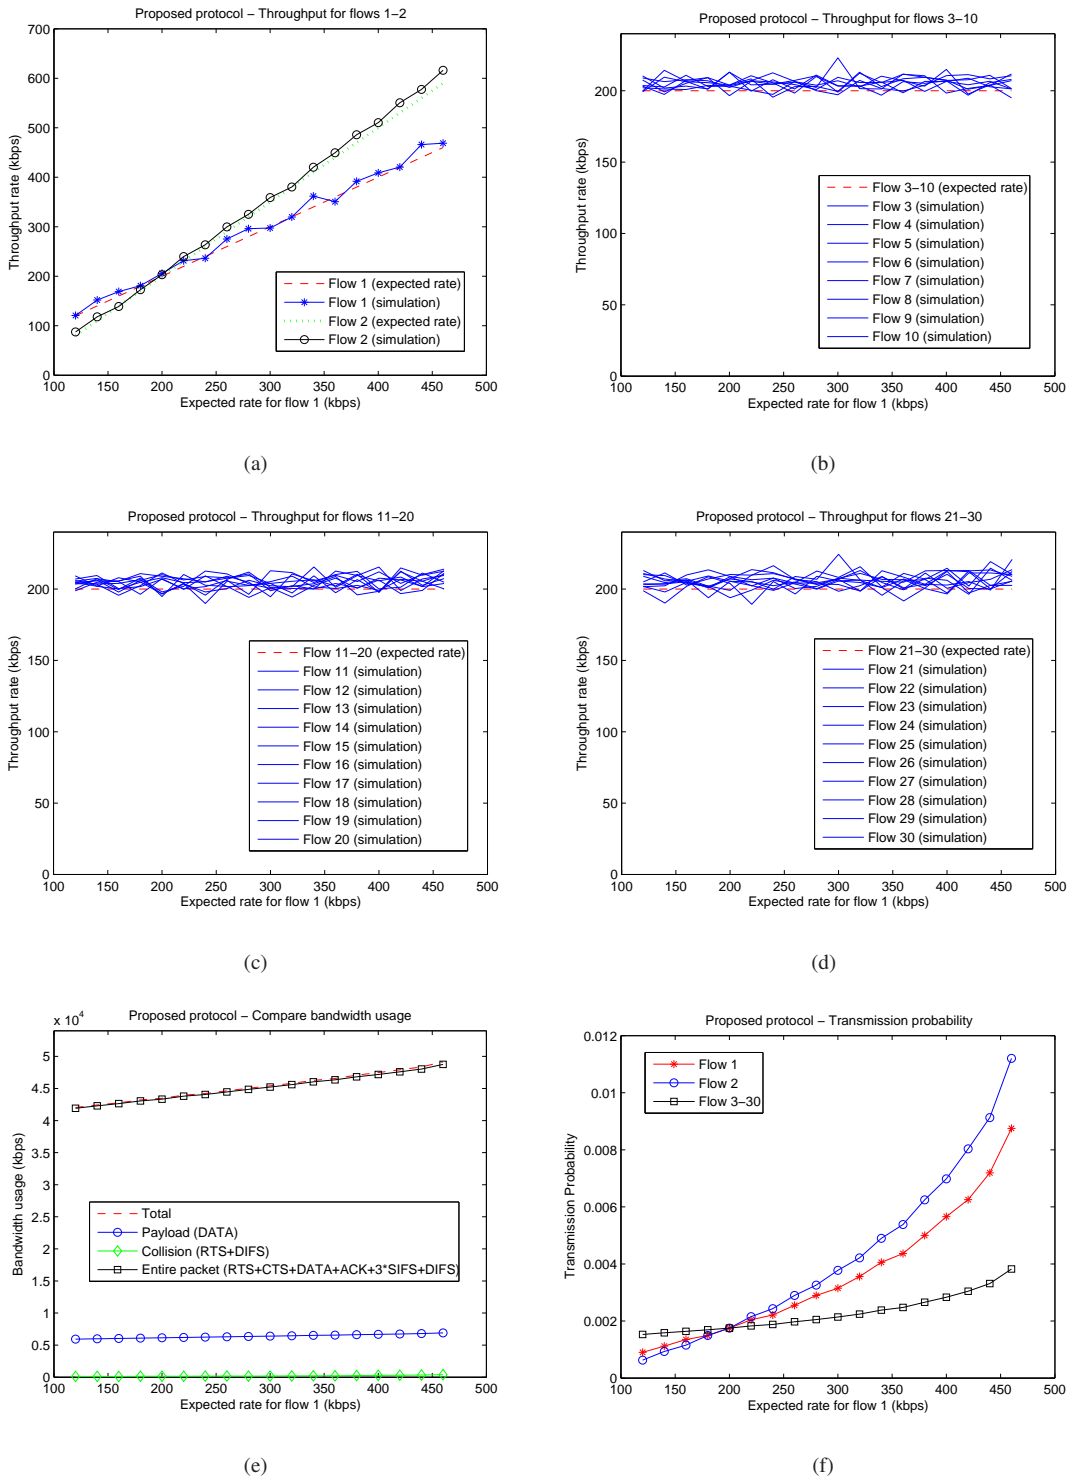 Proposed protocol − Throughput for flows 1−2
700
600
500
400
300
200
100
0
Throughput rate (kbps)
Flow 1 (expected rate)
Flow 1 (simulation)
Flow 2 (expected rate)
Flow 2 (simulation)
100 150 200 250 300 350 400 450 500
Expected rate for flow 1 (kbps)
(a)
Proposed protocol − Throughput for flows 3−10
200
150
100
50
0
Throughput rate (kbps)
Flow 3−10 (expected rate)
Flow 3 (simulation)
Flow 4 (simulation)
Flow 5 (simulation)
Flow 6 (simulation)
Flow 7 (simulation)
Flow 8 (simulation)
Flow 9 (simulation)
Flow 10 (simulation)
100 150 200 250 300 350 400 450 500
Expected rate for flow 1 (kbps)
(b)
Proposed protocol − Throughput for flows 11−20
200
150
100
50
0
Throughput rate (kbps)
Flow 11−20 (expected rate)
Flow 11 (simulation)
Flow 12 (simulation)
Flow 13 (simulation)
Flow 14 (simulation)
Flow 15 (simulation)
Flow 16 (simulation)
Flow 17 (simulation)
Flow 18 (simulation)
Flow 19 (simulation)
Flow 20 (simulation)
100 150 200 250 300 350 400 450 500
Expected rate for flow 1 (kbps)
(c)
Proposed protocol − Throughput for flows 21−30
200
150
100
50
0
Throughput rate (kbps)
Flow 21−30 (expected rate)
Flow 21 (simulation)
Flow 22 (simulation)
Flow 23 (simulation)
Flow 24 (simulation)
Flow 25 (simulation)
Flow 26 (simulation)
Flow 27 (simulation)
Flow 28 (simulation)
Flow 29 (simulation)
Flow 30 (simulation)
100 150 200 250 300 350 400 450 500
Expected rate for flow 1 (kbps)
(d)
Proposed protocol − Compare bandwidth usage
x 10^4
5
4.5
4
3.5
3
2.5
2
1.5
1
0.5
0
Bandwidth usage (kbps)
Total
Payload (DATA)
Collision (RTS+DIFS)
Entire packet (RTS+CTS+DATA+ACK+3*SIFS+DIFS)
100 150 200 250 300 350 400 450 500
Expected rate for flow 1 (kbps)
(e)
Proposed protocol − Transmission probability
0.012
0.01
0.008
0.006
0.004
0.002
0
Transmission Probability
Flow 1
Flow 2
Flow 3−30
100 150 200 250 300 350 400 450 500
Expected rate for flow 1 (kbps)
(f)